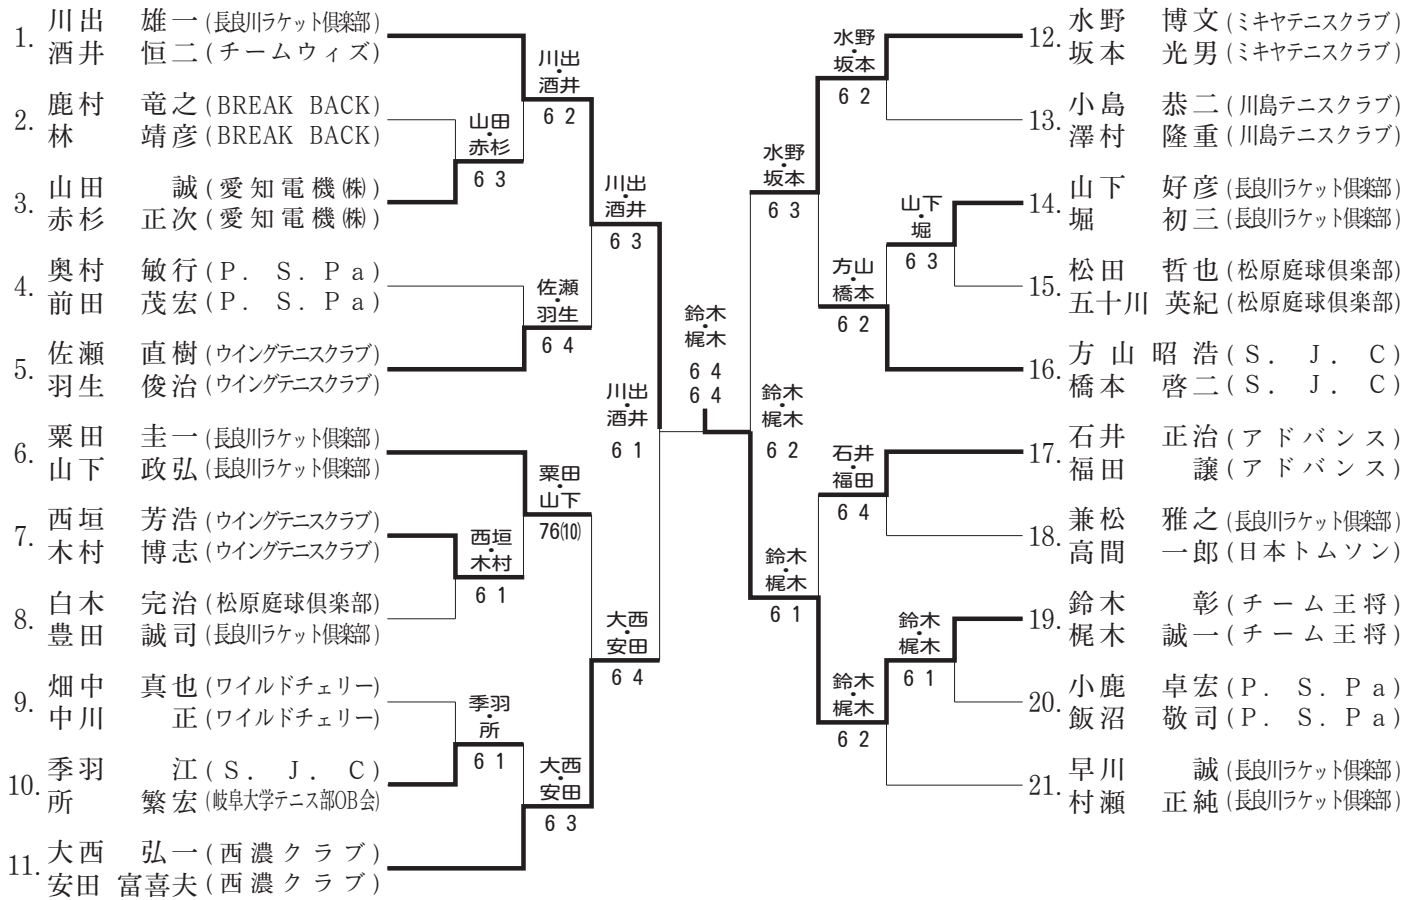 1. 川出 雄一 (長良川ラケット倶楽部)
酒井 恒二 (チームウィズ)
2. 鹿村 竜之 (BREAK BACK)
林 靖彦 (BREAK BACK)
3. 山田 誠 (愛知電機㈱)
赤杉 正次 (愛知電機㈱)
4. 奥村 敏行 (P. S. Pa)
前田 茂宏 (P. S. Pa)
5. 佐瀬 直樹 (ウイングテニスクラブ)
羽生 俊治 (ウイングテニスクラブ)
6. 粟田 圭一 (長良川ラケット倶楽部)
山下 政弘 (長良川ラケット倶楽部)
7. 西垣 芳浩 (ウイングテニスクラブ)
木村 博志 (ウイングテニスクラブ)
8. 白木 完治 (松原庭球倶楽部)
豊田 誠司 (長良川ラケット倶楽部)
9. 畑中 真也 (ワイルドチェリー)
中川 正 (ワイルドチェリー)
10. 季羽 江 (S. J. C)
所 繁宏 (岐阜大学テニス部OB会)
11. 大西 弘一 (西濃クラブ)
安田 富喜夫 (西濃クラブ)
山田・赤杉
6 3
西垣・木村
6 1
季羽・所
6 1
川出・酒井
6 2
佐瀬・羽生
6 4
粟田・山下
76(10)
大西・安田
6 3
川出・酒井
6 3
大西・安田
6 4
川出・酒井
6 1
鈴木・梶木
6 4
6 4
鈴木・梶木
6 2
水野・坂本
6 3
鈴木・梶木
6 1
水野・坂本
6 2
方山・橋本
6 2
石井・福田
6 4
鈴木・梶木
6 2
山下・堀
6 3
鈴木・梶木
6 1
12. 水野 博文 (ミキヤテニスクラブ)
坂本 光男 (ミキヤテニスクラブ)
13. 小島 恭二 (川島テニスクラブ)
澤村 隆重 (川島テニスクラブ)
14. 山下 好彦 (長良川ラケット倶楽部)
堀 初三 (長良川ラケット倶楽部)
15. 松田 哲也 (松原庭球倶楽部)
五十川 英紀 (松原庭球倶楽部)
16. 方山 昭浩 (S. J. C)
橋本 啓二 (S. J. C)
17. 石井 正治 (アドバンス)
福田 譲 (アドバンス)
18. 兼松 雅之 (長良川ラケット倶楽部)
高間 一郎 (日本トムソン)
19. 鈴木 彰 (チーム王将)
梶木 誠一 (チーム王将)
20. 小鹿 卓宏 (P. S. Pa)
飯沼 敬司 (P. S. Pa)
21. 早川 誠 (長良川ラケット倶楽部)
村瀬 正純 (長良川ラケット倶楽部)